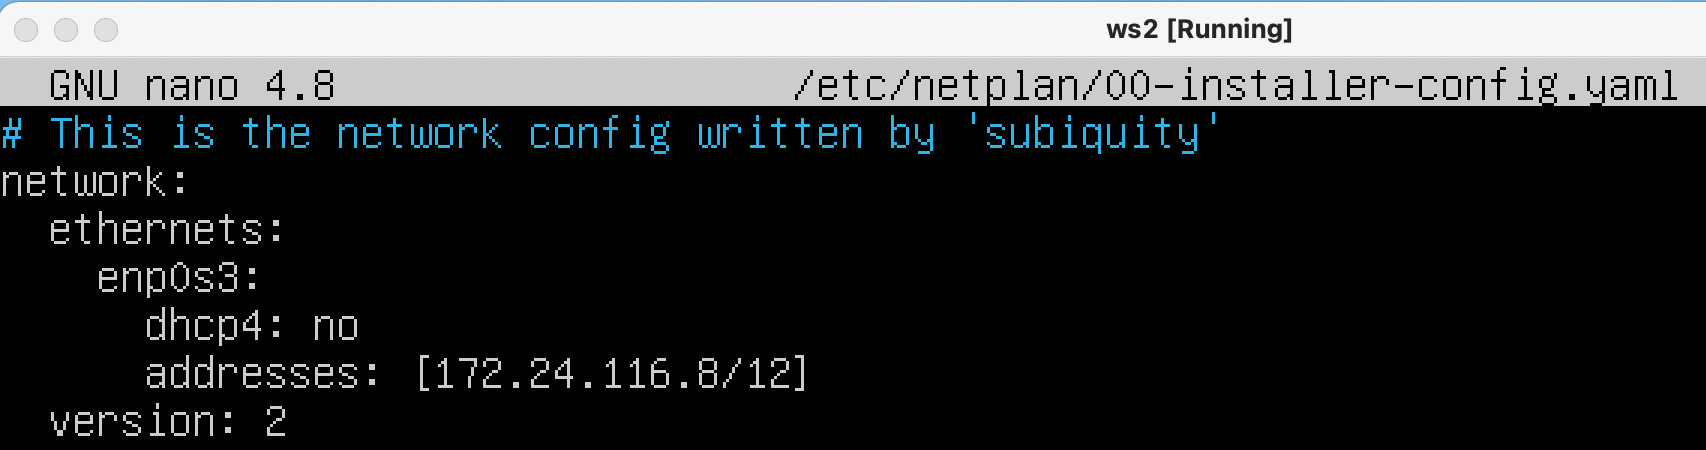 ws2 [Running]
GNU nano 4.8 /etc/netplan/00-installer-config.yaml
# This is the network config written by 'subiquity'
network:
  ethernets:
    enp0s3:
      dhcp4: no
      addresses: [172.24.116.8/12]
  version: 2